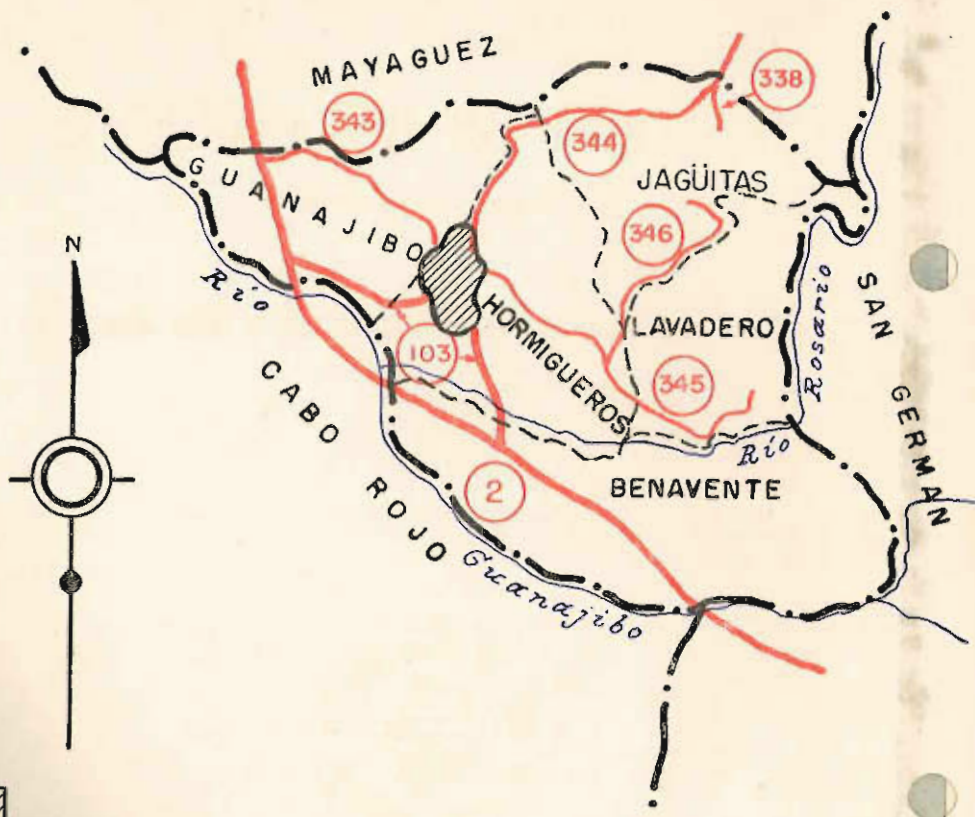 MAYAGUEZ
338
343
344
GUANAJIBO
JAGÜITAS
346
N
Río
SAN GERMAN
Rosario
HORMIGUEROS
LAVADERO
103
CABO ROJO
345
Río
2
BENAVENTE
Guanajibo